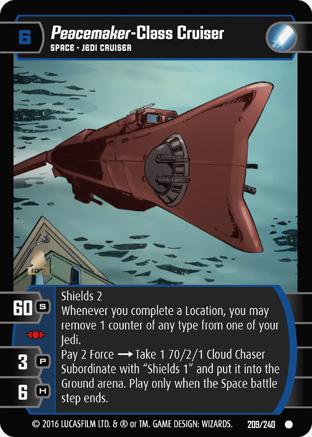 6
Peacemaker-Class Cruiser
SPACE - JEDI CRUISER
60 S
3 P
6 H
Shields 2
Whenever you complete a Location, you may
remove 1 counter of any type from one of your
Jedi.
Pay 2 Force → Take 1 70/2/1 Cloud Chaser
Subordinate with “Shields 1” and put it into the
Ground arena. Play only when the Space battle
step ends.
© 2016 LUCASFILM LTD. & ® or TM. GAME DESIGN: WIZARDS. 209/240